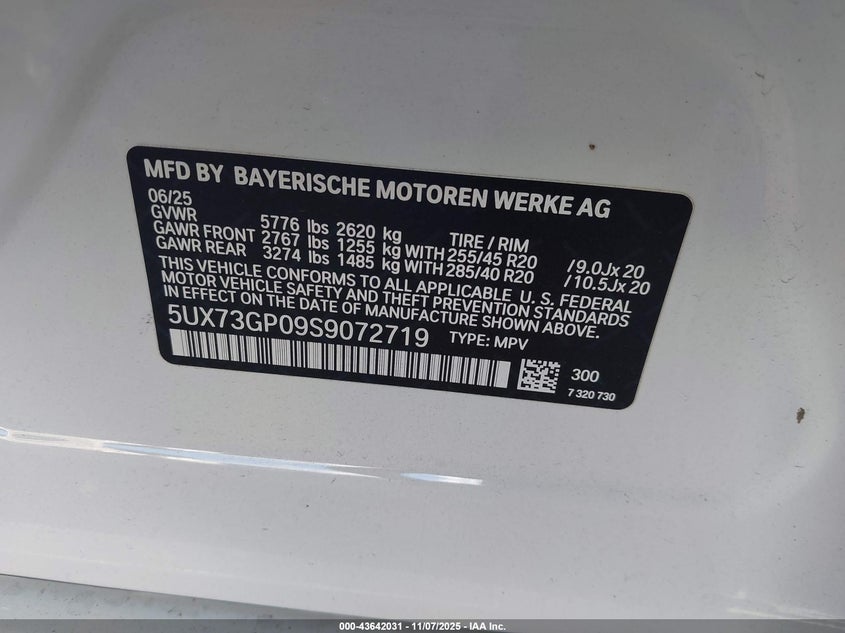 MFD BY BAYERISCHE MOTOREN WERKE AG
06/25
GVWR 5776 lbs 2620 kg TIRE / RIM
GAWR FRONT 2767 lbs 1255 kg WITH 255/45 R20 /9.0Jx 20
GAWR REAR 3274 lbs 1485 kg WITH 285/40 R20 /10.5Jx 20
THIS VEHICLE CONFORMS TO ALL APPLICABLE U. S. FEDERAL
MOTOR VEHICLE SAFETY AND THEFT PREVENTION STANDARDS
IN EFFECT ON THE DATE OF MANUFACTURE SHOWN ABOVE.
5UX73GP09S9072719 TYPE: MPV
300
7 320 730
000-43642031 - 11/07/2025 - IAA Inc.